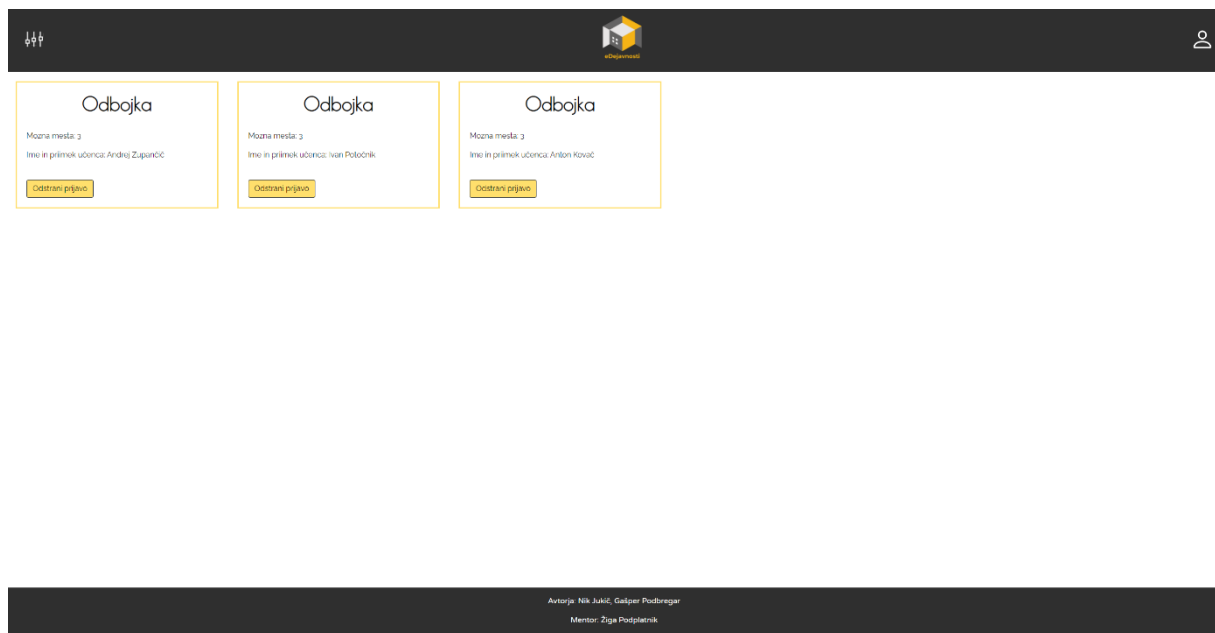 eDejavnosti
Odbojka
Mozna mesta: 3
Ime in priimek učenca: Andrej Zupančič
Odstrani prijavo
Odbojka
Mozna mesta: 3
Ime in priimek učenca: Ivan Potočnik
Odstrani prijavo
Odbojka
Mozna mesta: 3
Ime in priimek učenca: Anton Kovač
Odstrani prijavo
Avtorja: Nik Jukič, Gašper Podbregar
Mentor: Žiga Podplatnik